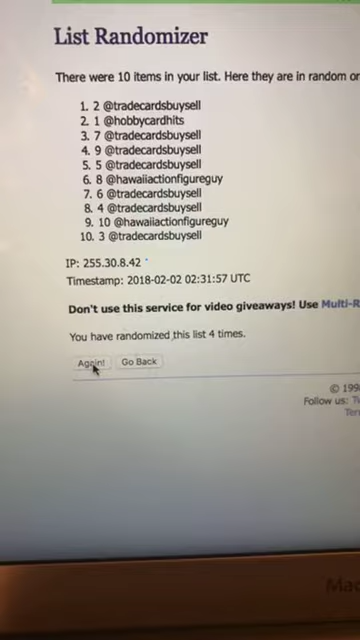 List Randomizer
There were 10 items in your list. Here they are in random or
1. 2 @tradecardsbuysell
2. 1 @hobbycardhits
3. 7 @tradecardsbuysell
4. 9 @tradecardsbuysell
5. 5 @tradecardsbuysell
6. 8 @hawaiiactionfigureguy
7. 6 @tradecardsbuysell
8. 4 @tradecardsbuysell
9. 10 @hawaiiactionfigureguy
10. 3 @tradecardsbuysell
IP: 255.30.8.42
Timestamp: 2018-02-02 02:31:57 UTC
Don't use this service for video giveaways! Use Multi-R
You have randomized this list 4 times.
Again! Go Back
© 199
Follow us: Tw
Ter
Mac